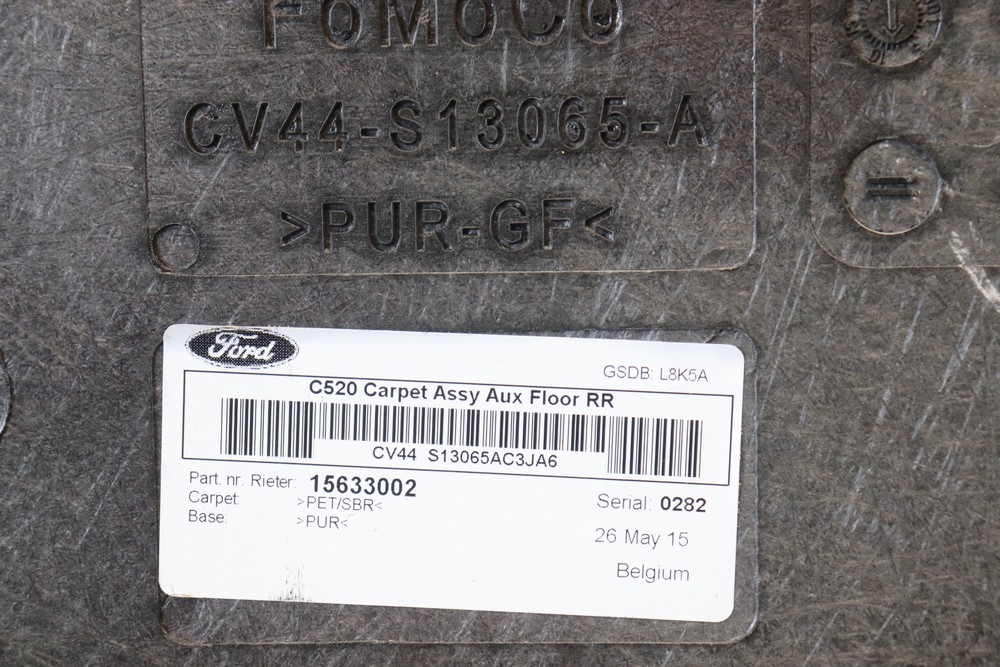 FoMoCo
CV44-S13065-A
>PUR-GF<
Ford
GSDB: L8K5A
C520 Carpet Assy Aux Floor RR
CV44 S13065AC3JA6
Part. nr. Rieter: 15633002
Carpet: >PET/SBR<
Base: >PUR<
Serial: 0282
26 May 15
Belgium